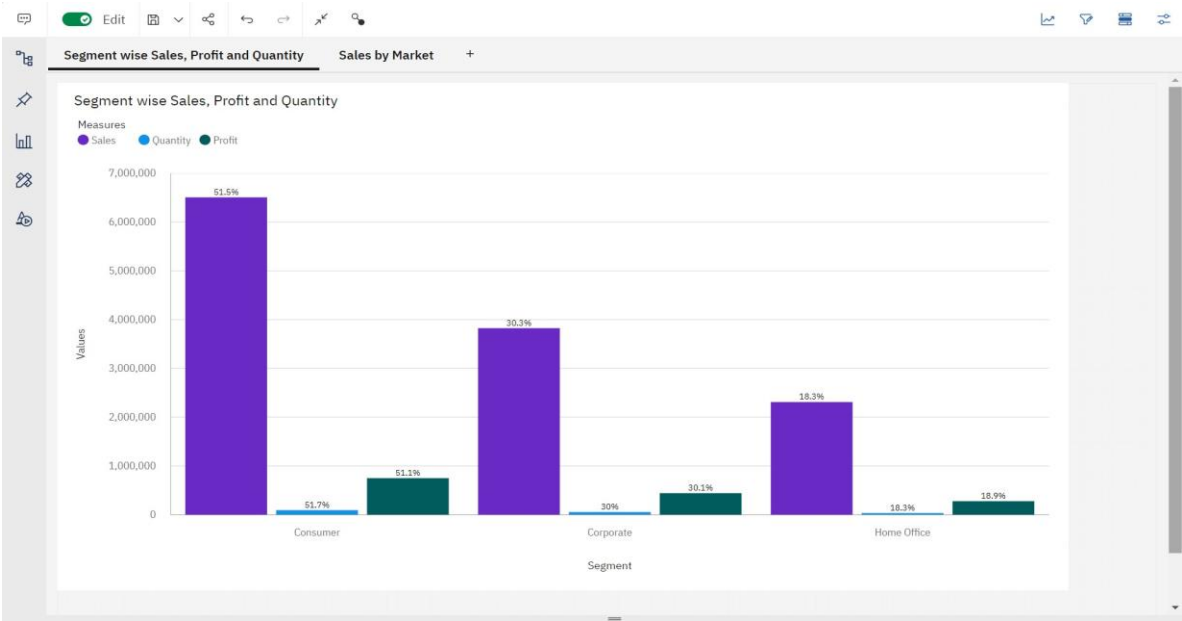 Edit
Segment wise Sales, Profit and Quantity
Sales by Market
+
Segment wise Sales, Profit and Quantity
Measures
Sales Quantity Profit
7,000,000
6,000,000
5,000,000
4,000,000
3,000,000
2,000,000
1,000,000
0
Values
51.5%
51.7%
51.1%
30.3%
30%
30.1%
18.3%
18.3%
18.9%
Consumer Corporate Home Office
Segment